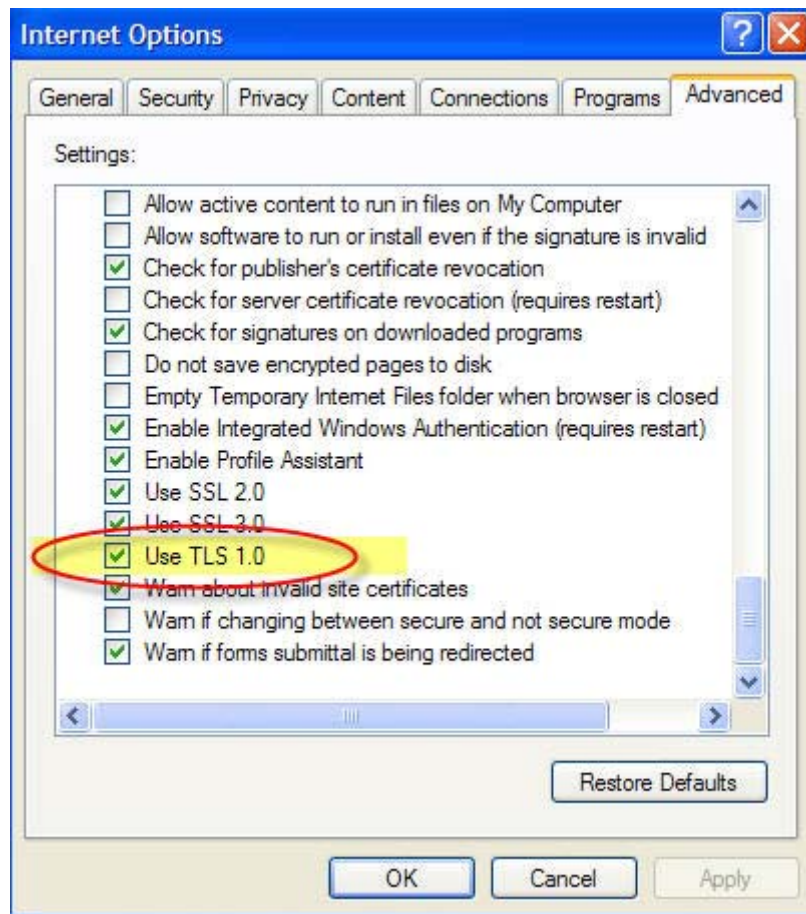 Internet Options
General Security Privacy Content Connections Programs Advanced
Settings:
Allow active content to run in files on My Computer
Allow software to run or install even if the signature is invalid
Check for publisher's certificate revocation
Check for server certificate revocation (requires restart)
Check for signatures on downloaded programs
Do not save encrypted pages to disk
Empty Temporary Internet Files folder when browser is closed
Enable Integrated Windows Authentication (requires restart)
Enable Profile Assistant
Use SSL 2.0
Use SSL 3.0
Use TLS 1.0
Warn about invalid site certificates
Warn if changing between secure and not secure mode
Warn if forms submittal is being redirected
Restore Defaults
OK Cancel Apply